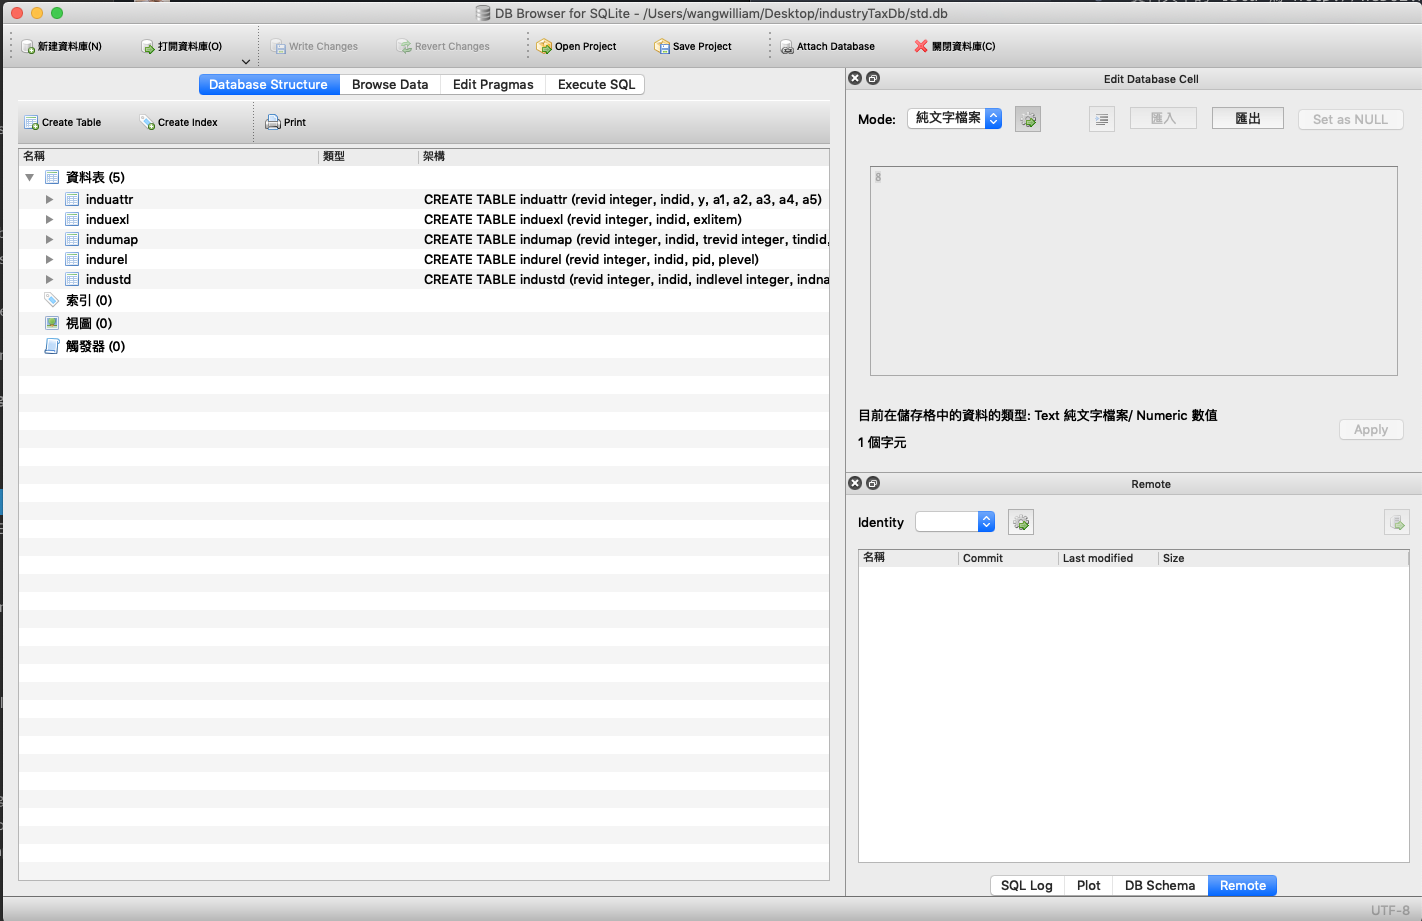 DB Browser for SQLite - /Users/wangwilliam/Desktop/industryTaxDb/std.db
新建資料庫(N) 打開資料庫(O) Write Changes Revert Changes Open Project Save Project Attach Database 關閉資料庫(C)
Database Structure Browse Data Edit Pragmas Execute SQL
Create Table Create Index Print
名稱 類型 架構
資料表 (5)
induattr CREATE TABLE induattr (revid integer, indid, y, a1, a2, a3, a4, a5)
induexl CREATE TABLE induexl (revid integer, indid, exlitem)
indumap CREATE TABLE indumap (revid integer, indid, trevid integer, tindid,
indurel CREATE TABLE indurel (revid integer, indid, pid, plevel)
industd CREATE TABLE industd (revid integer, indid, indlevel integer, indna
索引 (0)
視圖 (0)
觸發器 (0)
Edit Database Cell
Mode: 純文字檔案 匯入 匯出 Set as NULL
8
目前在儲存格中的資料的類型: Text 純文字檔案/ Numeric 數值
Apply
1 個字元
Remote
Identity
名稱 Commit Last modified Size
SQL Log Plot DB Schema Remote
UTF-8